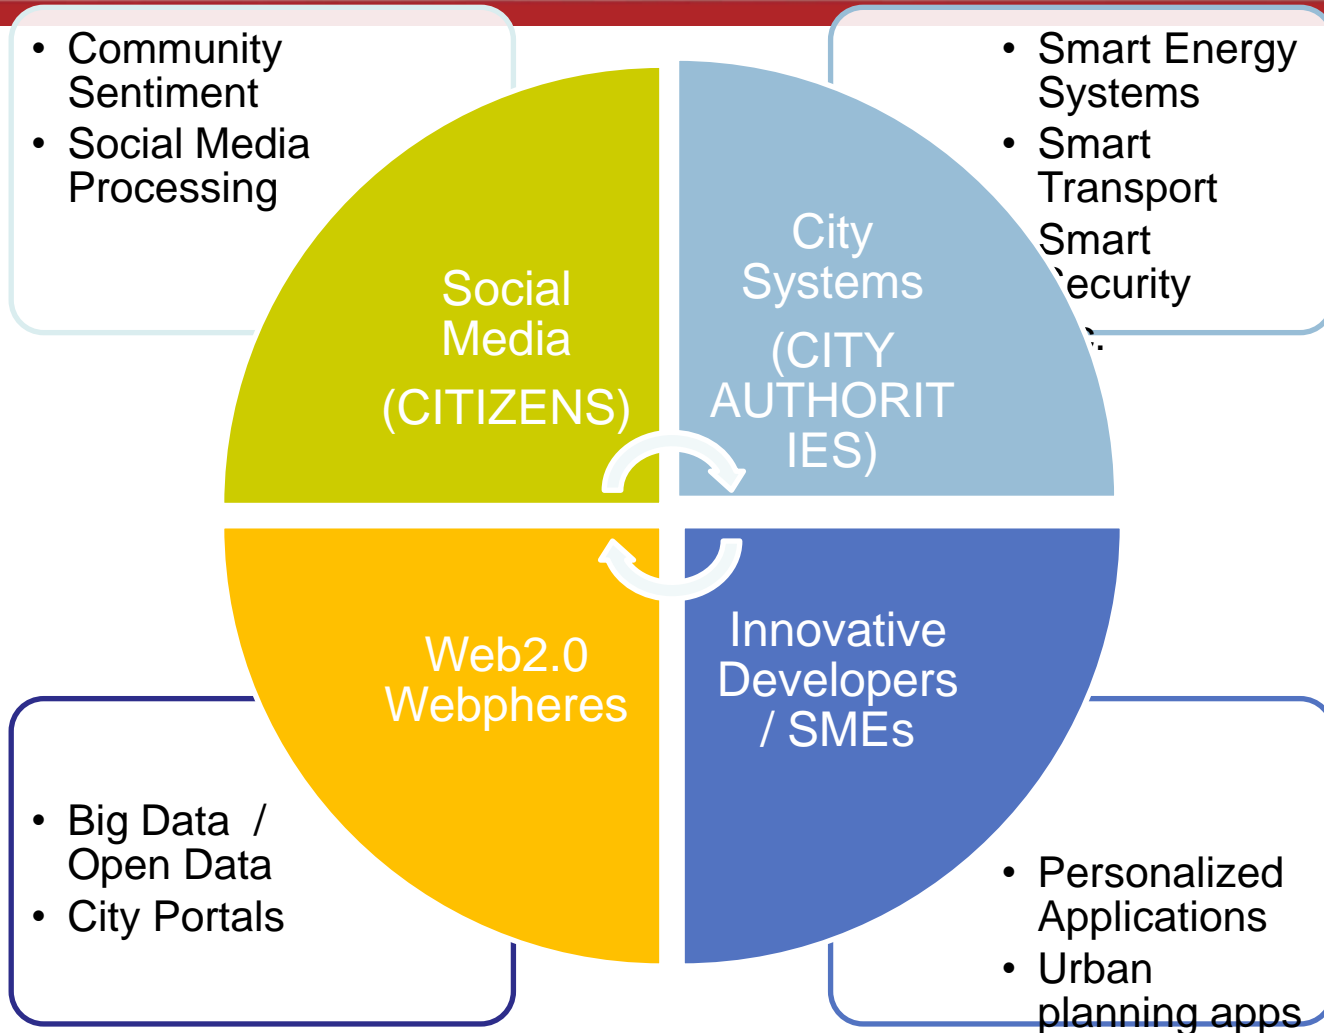 • Community
Sentiment
• Social Media
Processing
• Smart Energy
Systems
• Smart
Transport
Smart
ecurity
Social
Media
(CITIZENS)
City
Systems
(CITY
AUTHORIT
IES)
Web2.0
Webpheres
Innovative
Developers
/ SMEs
• Big Data /
Open Data
• City Portals
• Personalized
Applications
• Urban
planning apps